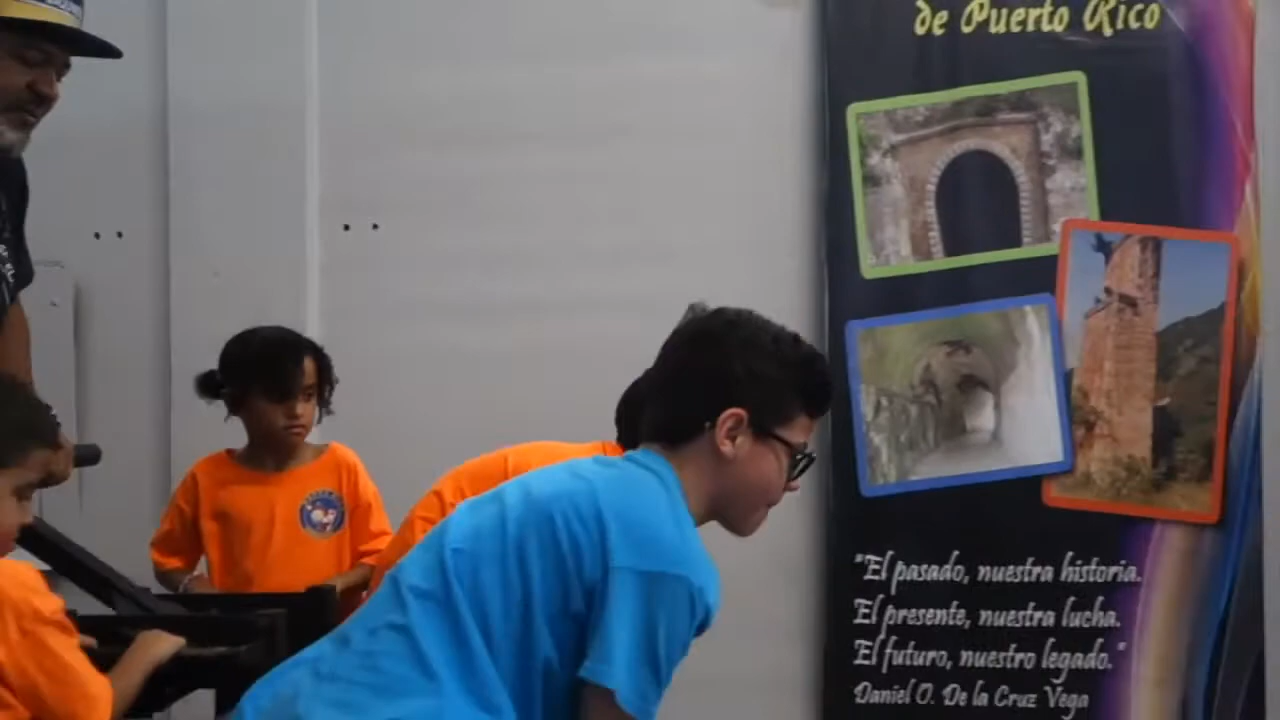 de Puerto Rico
"El pasado, nuestra historia.
El presente, nuestra lucha.
El futuro, nuestro legado."
Daniel O. De la Cruz Vega